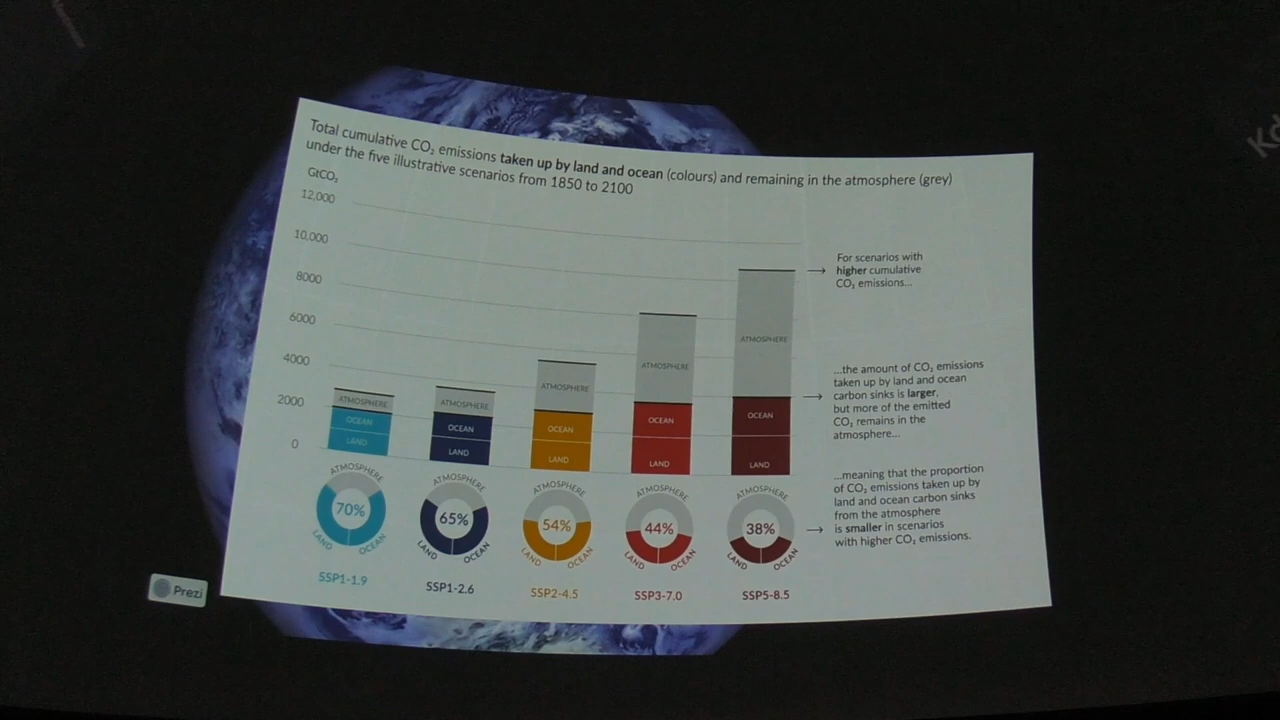 Total cumulative CO₂ emissions taken up by land and ocean (colours) and remaining in the atmosphere (grey)
under the five illustrative scenarios from 1850 to 2100
GtCO₂
12,000
10,000
8000
6000
4000
2000
0
ATMOSPHERE
OCEAN
LAND
ATMOSPHERE
OCEAN
LAND
ATMOSPHERE
OCEAN
LAND
ATMOSPHERE
OCEAN
LAND
ATMOSPHERE
OCEAN
LAND
For scenarios with
higher cumulative
CO₂ emissions...
...the amount of CO₂ emissions
taken up by land and ocean
carbon sinks is larger,
but more of the emitted
CO₂ remains in the
atmosphere...
...meaning that the proportion
of CO₂ emissions taken up by
land and ocean carbon sinks
from the atmosphere
is smaller in scenarios
with higher CO₂ emissions.
ATMOSPHERE
70%
LAND
OCEAN
SSP1-1.9
ATMOSPHERE
65%
LAND
OCEAN
SSP1-2.6
ATMOSPHERE
54%
LAND
OCEAN
SSP2-4.5
ATMOSPHERE
44%
LAND
OCEAN
SSP3-7.0
ATMOSPHERE
38%
LAND
OCEAN
SSP5-8.5
Prezi